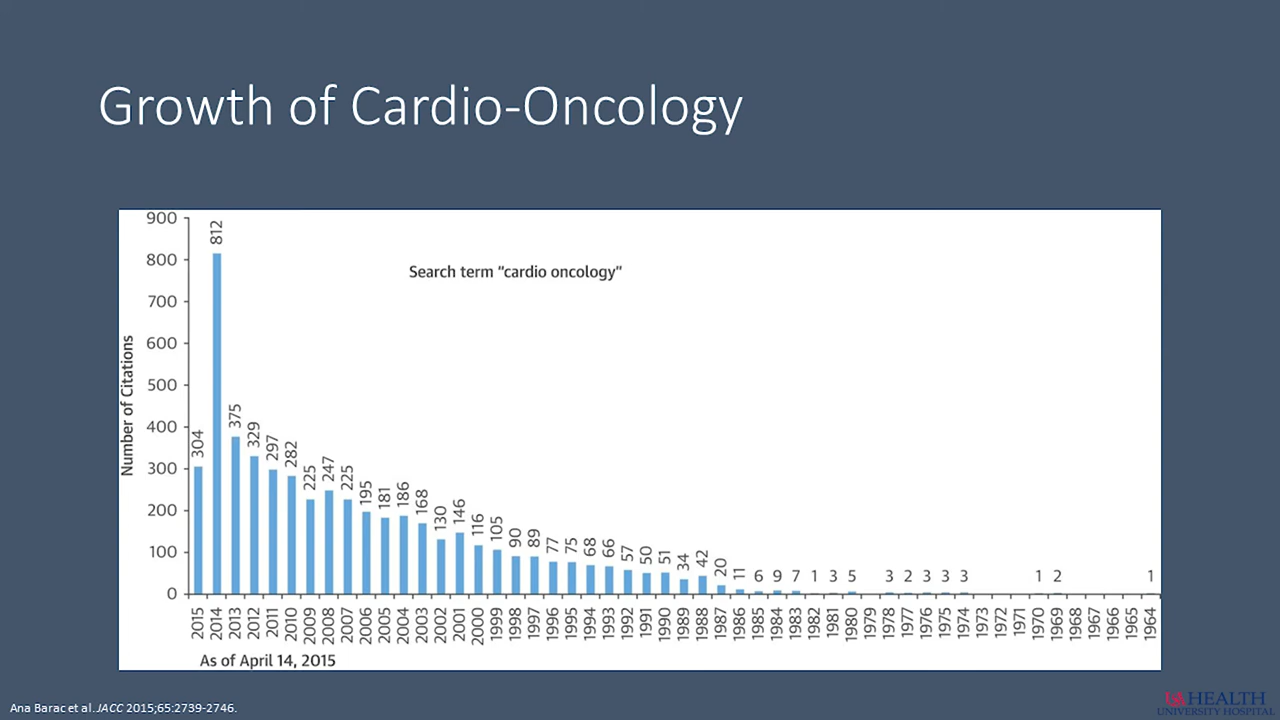 Growth of Cardio-Oncology
Search term “cardio oncology”
Number of Citations
900
800
700
600
500
400
300
200
100
0
304 812 375 329 297 282 225 247 225 195 181 186 168 130 146 116 105 90 89 77 75 68 66 57 50 51 34 42 20 11 6 9 7 1 3 5 3 2 3 3 3 1 2 1
2015 2014 2013 2012 2011 2010 2009 2008 2007 2006 2005 2004 2003 2002 2001 2000 1999 1998 1997 1996 1995 1994 1993 1992 1991 1990 1989 1988 1987 1986 1985 1984 1983 1982 1981 1980 1979 1978 1977 1976 1975 1974 1973 1972 1971 1970 1969 1968 1967 1966 1965 1964
As of April 14, 2015
Ana Barac et al. JACC 2015;65:2739-2746.
USA HEALTH
UNIVERSITY HOSPITAL